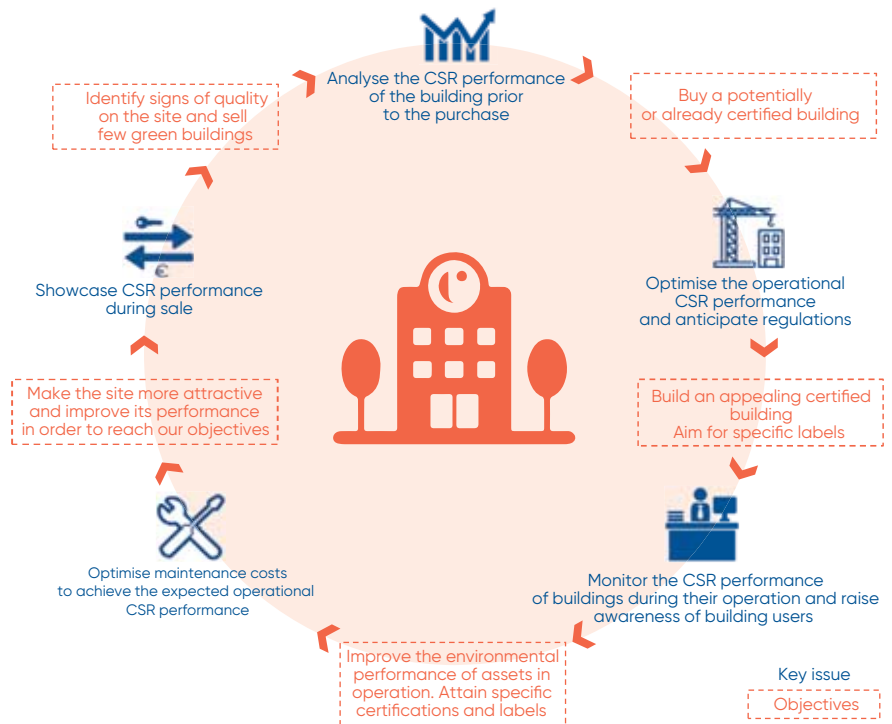 Analyse the CSR performance
of the building prior
to the purchase
Buy a potentially
or already certified building
Optimise the operational
CSR performance
and anticipate regulations
Build an appealing certified
building
Aim for specific labels
Monitor the CSR performance
of buildings during their operation and raise
awareness of building users
Improve the environmental
performance of assets in
operation. Attain specific
certifications and labels
Optimise maintenance costs
to achieve the expected operational
CSR performance
Make the site more attractive
and improve its performance
in order to reach our objectives
€
Showcase CSR performance
during sale
Identify signs of quality
on the site and sell
few green buildings
Key issue
Objectives